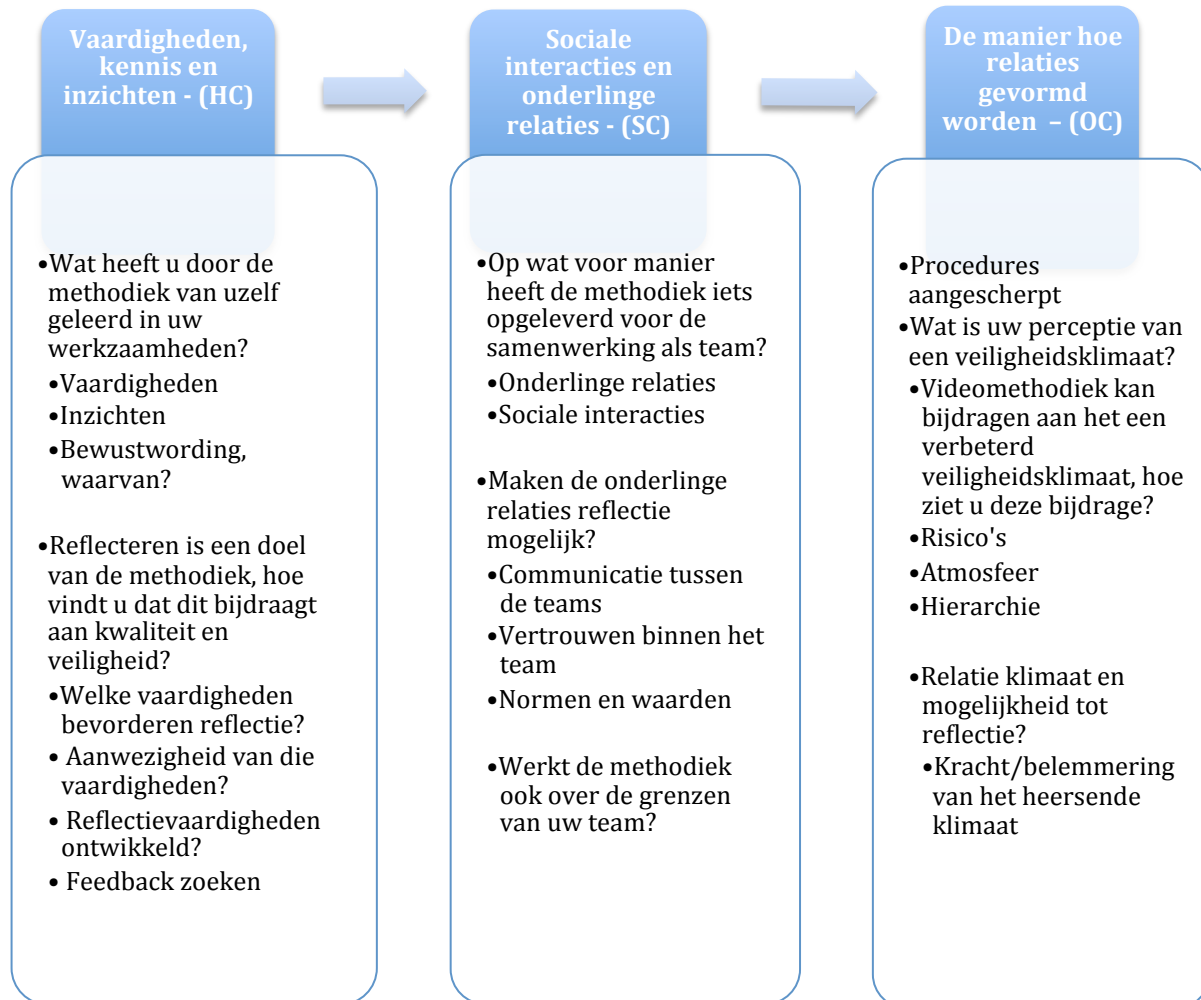 Vaardigheden,
kennis en
inzichten - (HC)
•Wat heeft u door de
methodiek van uzelf
geleerd in uw
werkzaamheden?
•Vaardigheden
•Inzichten
•Bewustwording,
waarvan?
•Reflecteren is een doel
van de methodiek, hoe
vindt u dat dit bijdraagt
aan kwaliteit en
veiligheid?
•Welke vaardigheden
bevorderen reflectie?
• Aanwezigheid van die
vaardigheden?
• Reflectievaardigheden
ontwikkeld?
• Feedback zoeken
Sociale
interacties en
onderlinge
relaties - (SC)
•Op wat voor manier
heeft de methodiek iets
opgeleverd voor de
samenwerking als team?
•Onderlinge relaties
•Sociale interacties
•Maken de onderlinge
relaties reflectie
mogelijk?
•Communicatie tussen
de teams
•Vertrouwen binnen het
team
•Normen en waarden
•Werkt de methodiek
ook over de grenzen
van uw team?
De manier hoe
relaties
gevormd
worden – (OC)
•Procedures
aangescherpt
•Wat is uw perceptie van
een veiligheidsklimaat?
•Videomethodiek kan
bijdragen aan het een
verbeterd
veiligheidsklimaat, hoe
ziet u deze bijdrage?
•Risico's
•Atmosfeer
•Hierarchie
•Relatie klimaat en
mogelijkheid tot
reflectie?
•Kracht/belemmering
van het heersende
klimaat